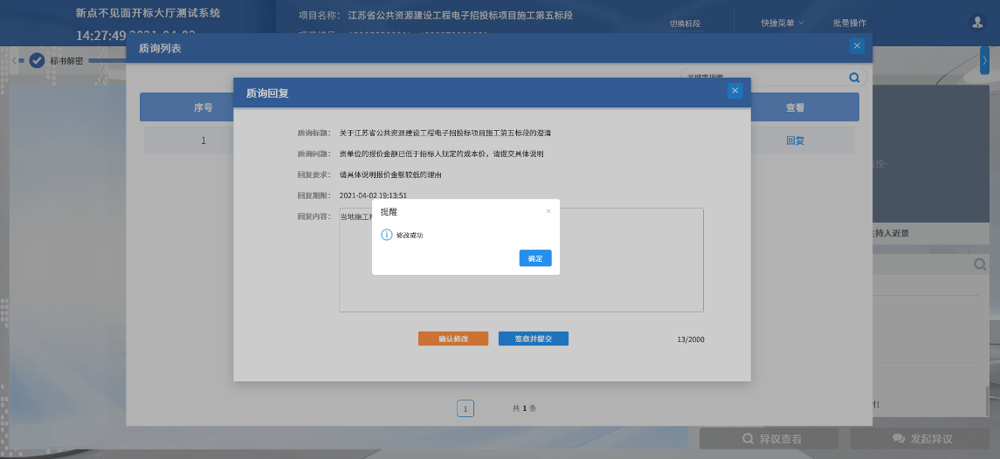 新点不见面开标大厅测试系统
项目名称： 江苏省公共资源建设工程电子招投标项目施工第五标段
切换标段
快捷菜单
批量操作
14:27:49
质询列表
标书解密
质询回复
序号
查看
质询标题： 关于江苏省公共资源建设工程电子招投标项目施工第五标段的澄清
1
回复
质询问题： 贵单位的报价金额已低于招标人规定的成本价，请提交具体说明
回复要求： 请具体说明报价金额较低的理由
回复期限： 2021-04-02 19:13:51
回复内容： 当地施工
提醒
修改成功
确定
持人近景
确认修改
签章并提交
13/2000
1
共 1 条
异议查看
发起异议